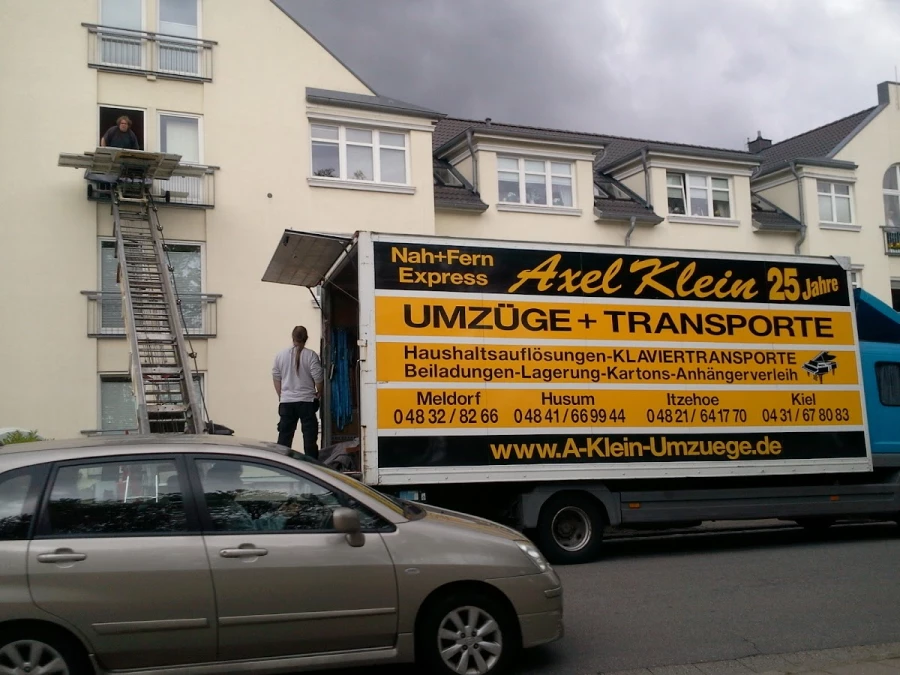 Nah+Fern
Express
Axel Klein 25 Jahre
UMZÜGE + TRANSPORTE
Haushaltsauflösungen-KLAVIERTRANSPORTE
Beiladungen-Lagerung-Kartons-Anhängerverleih
Meldorf Husum Itzehoe Kiel
0 48 32 / 82 66 0 48 41 / 66 99 44 0 48 21 / 64 17 70 04 31 / 67 80 83
www.A-Klein-Umzuege.de